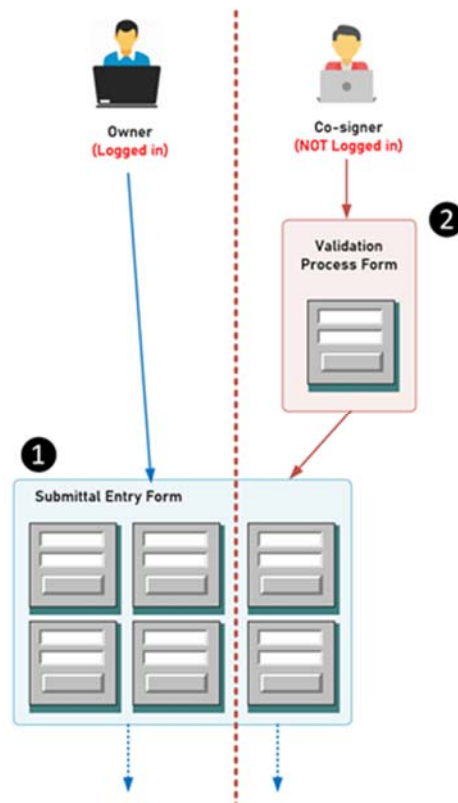 Owner
(Logged in)
Co-signer
(NOT Logged in)
2
Validation
Process Form
1
Submittal Entry Form